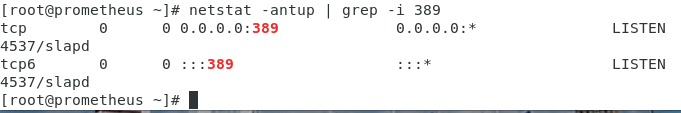 [root@prometheus ~]# netstat -antup | grep -i 389
tcp        0      0 0.0.0.0:389             0.0.0.0:*               LISTEN
4537/slapd
tcp6       0      0 :::389                  :::*                    LISTEN
4537/slapd
[root@prometheus ~]#